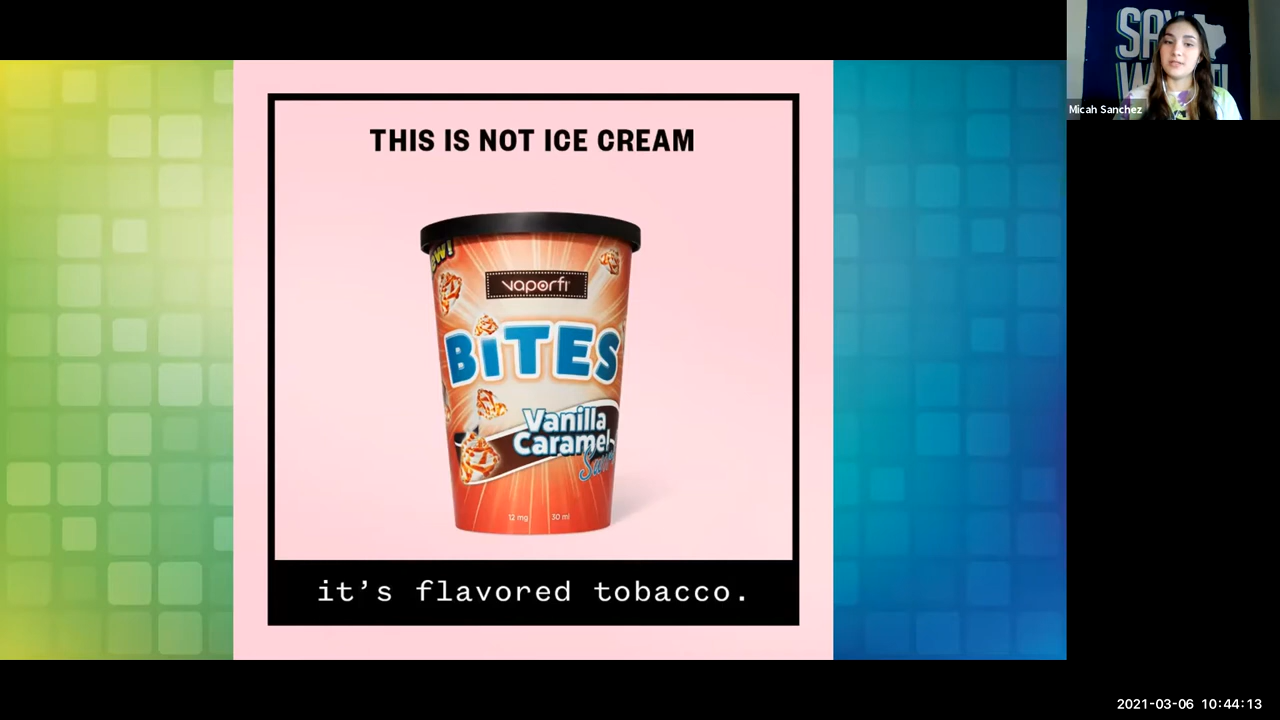 THIS IS NOT ICE CREAM
vaporfi
BiTES
Vanilla
Caramel
12 mg 30 ml
it's flavored tobacco.
Micah Sanchez
2021-03-06 10:44:13